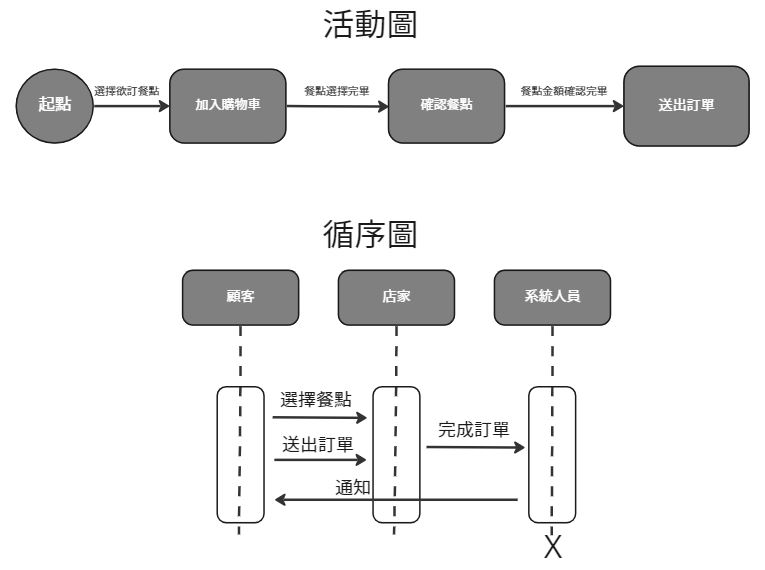 活動圖
起點
選擇欲訂餐點
加入購物車
餐點選擇完單
確認餐點
餐點金額確認完單
送出訂單
循序圖
顧客
店家
系統人員
選擇餐點
完成訂單
送出訂單
通知
X